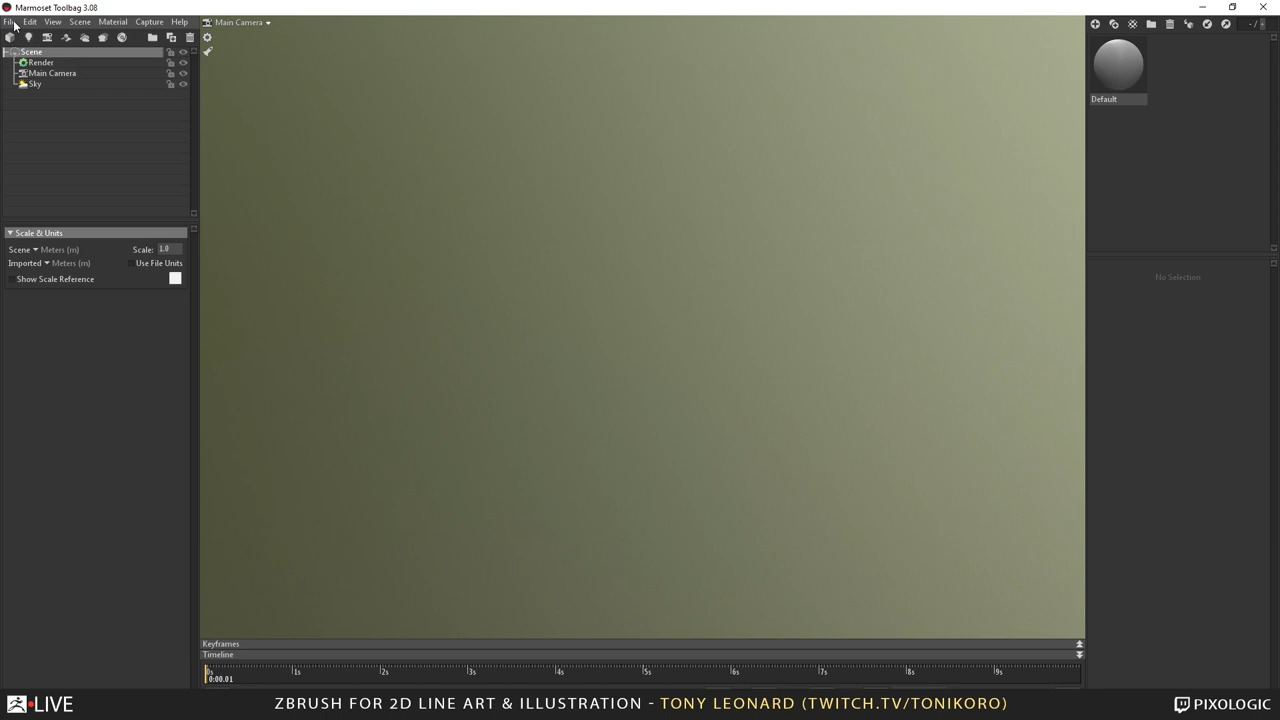 Marmoset Toolbag 3.08
File Edit View Scene Material Capture Help
Main Camera
Scene
Render
Main Camera
Sky
Default
Scale & Units
Scene Meters (m) Scale: 1.0
Imported Meters (m) Use File Units
Show Scale Reference
No Selection
Keyframes
Timeline
0s 1s 2s 3s 4s 5s 6s 7s 8s 9s
0:00.01
LIVE ZBRUSH FOR 2D LINE ART & ILLUSTRATION - TONY LEONARD (TWITCH.TV/TONIKORO) PIXOLOGIC